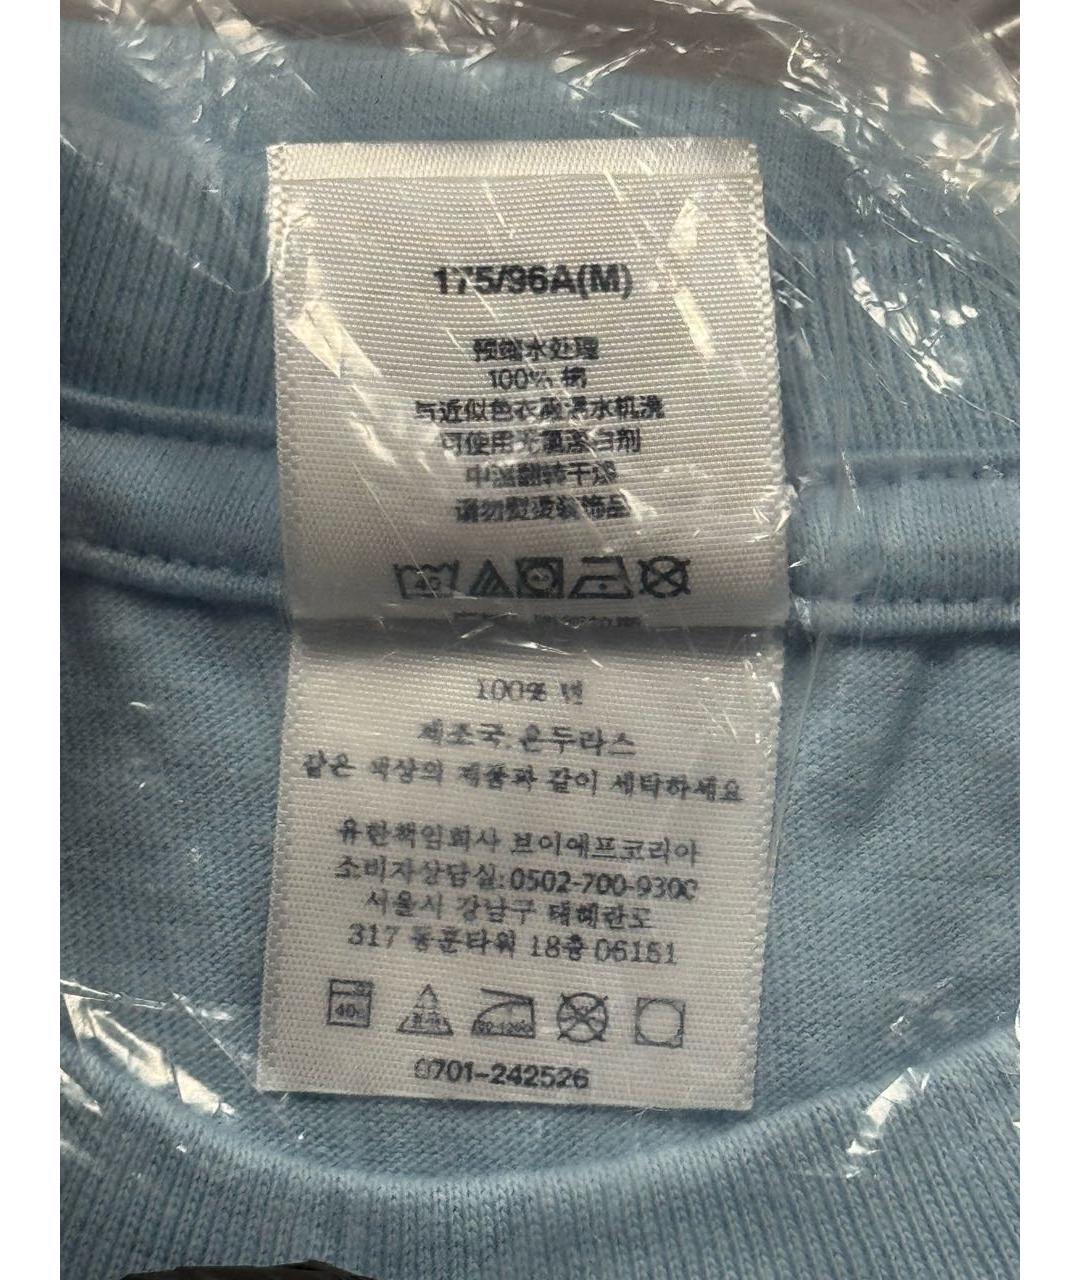 175/96A(M)
预缩水处理
100% 棉
与近似色衣服温水机洗
可使用无氯漂白剂
中温翻转干燥
请勿熨烫装饰品
40
100% 면
제조국 온두라스
같은 색상의 제품과 같이 세탁하세요
유한책임회사 브이에프코리아
소비자상담실:0502-700-9300
서울시 강남구 테헤란로
317 동훈타워 18층 06151
40
0701-242526